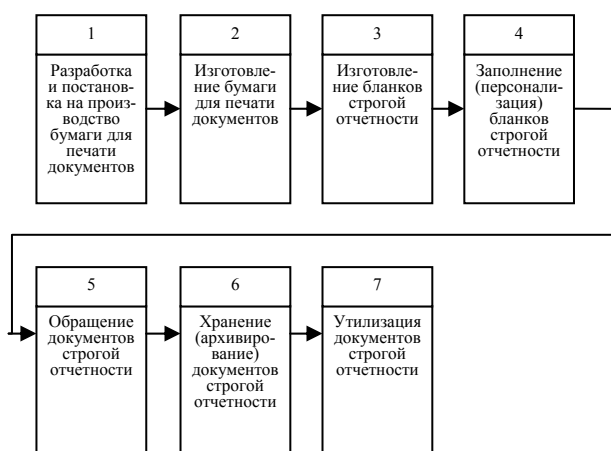 1
Разработка
и постанов-
ка на произ-
водство
бумаги для
печати
документов
2
Изготовле-
ние бумаги
для печати
документов
3
Изготовле-
ние бланков
строгой
отчетности
4
Заполнение
(персонали-
зация)
бланков
строгой
отчетности
5
Обращение
документов
строгой
отчетности
6
Хранение
(архивиро-
вание)
документов
строгой
отчетности
7
Утилизация
документов
строгой
отчетности